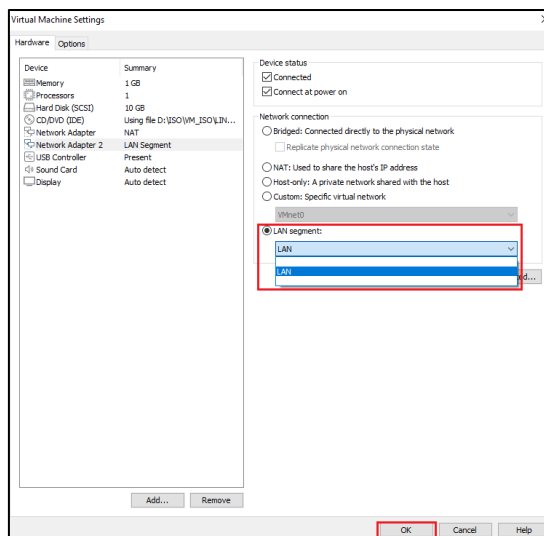 Virtual Machine Settings
Hardware Options
Device Summary
Memory 1 GB
Processors 1
Hard Disk (SCSI) 10 GB
CD/DVD (IDE) Using file D:\ISO\VM_ISO\LIN...
Network Adapter NAT
Network Adapter 2 LAN Segment
USB Controller Present
Sound Card Auto detect
Display Auto detect
Add... Remove
Device status
Connected
Connect at power on
Network connection
Bridged: Connected directly to the physical network
Replicate physical network connection state
NAT: Used to share the host's IP address
Host-only: A private network shared with the host
Custom: Specific virtual network
VMnet0
LAN segment:
LAN
LAN
OK Cancel Help